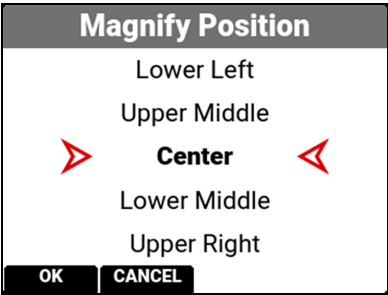 Magnify Position
Lower Left
Upper Middle
Center
Lower Middle
Upper Right
OK CANCEL